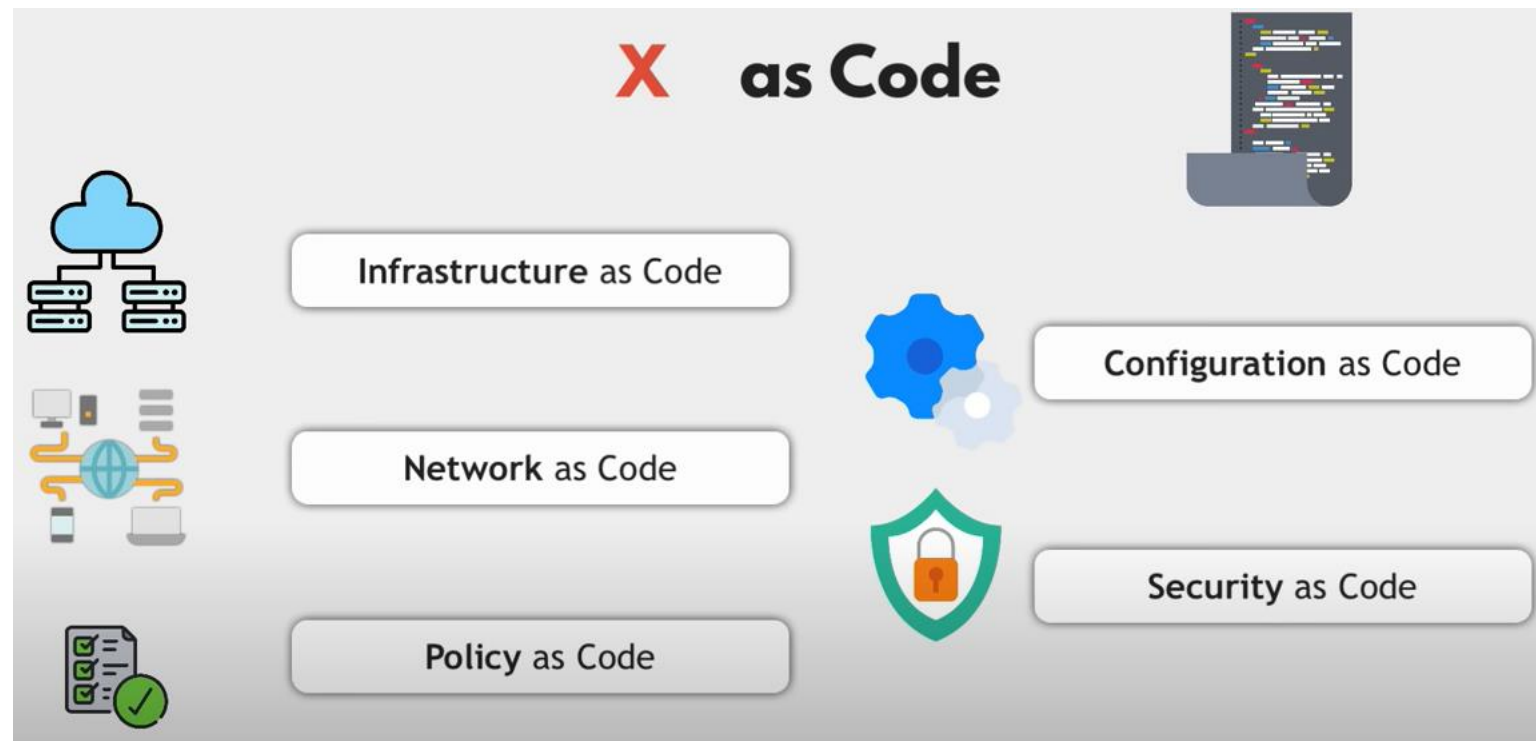 X as Code
Infrastructure as Code
Configuration as Code
Network as Code
Security as Code
Policy as Code